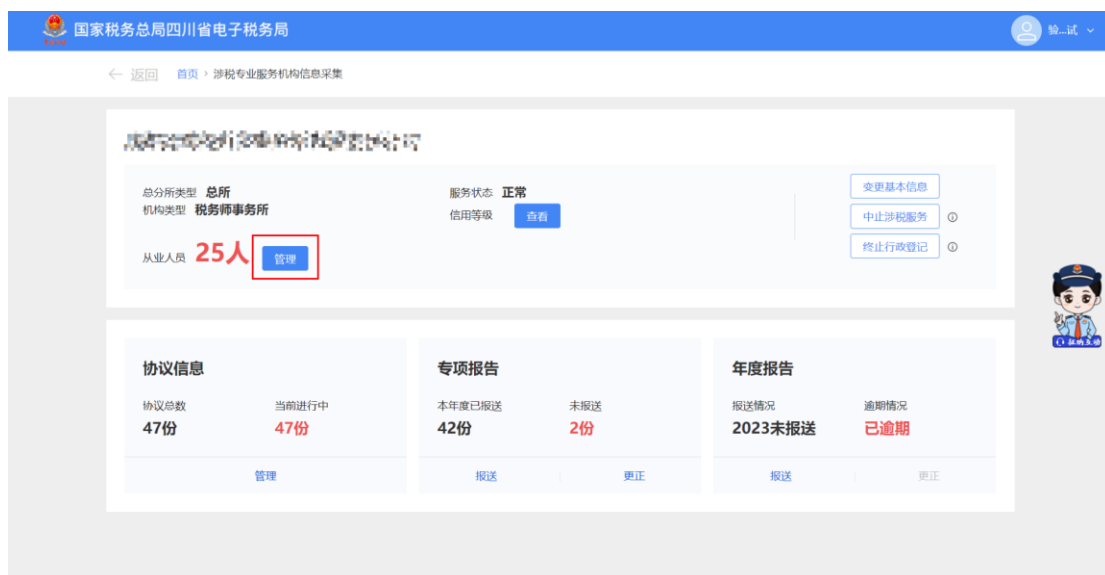 国家税务总局四川省电子税务局
验...试
返回 首页 › 涉税专业服务机构信息采集
总分所类型 总所
机构类型 税务师事务所
从业人员 25人 管理
服务状态 正常
信用等级 查看
变更基本信息
中止涉税服务
终止行政登记
征纳互动
协议信息
协议总数 当前进行中
47份 47份
管理
专项报告
本年度已报送 未报送
42份 2份
报送 更正
年度报告
报送情况 逾期情况
2023未报送 已逾期
报送 更正